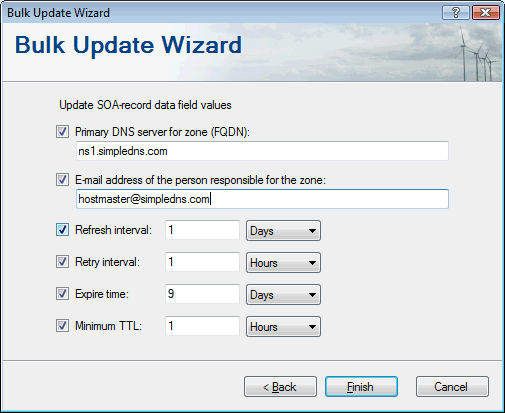 Bulk Update Wizard
Bulk Update Wizard
Update SOA-record data field values
Primary DNS server for zone (FQDN):
ns1.simpledns.com
E-mail address of the person responsible for the zone:
hostmaster@simpledns.com
Refresh interval: 1 Days
Retry interval: 1 Hours
Expire time: 9 Days
Minimum TTL: 1 Hours
< Back Finish Cancel